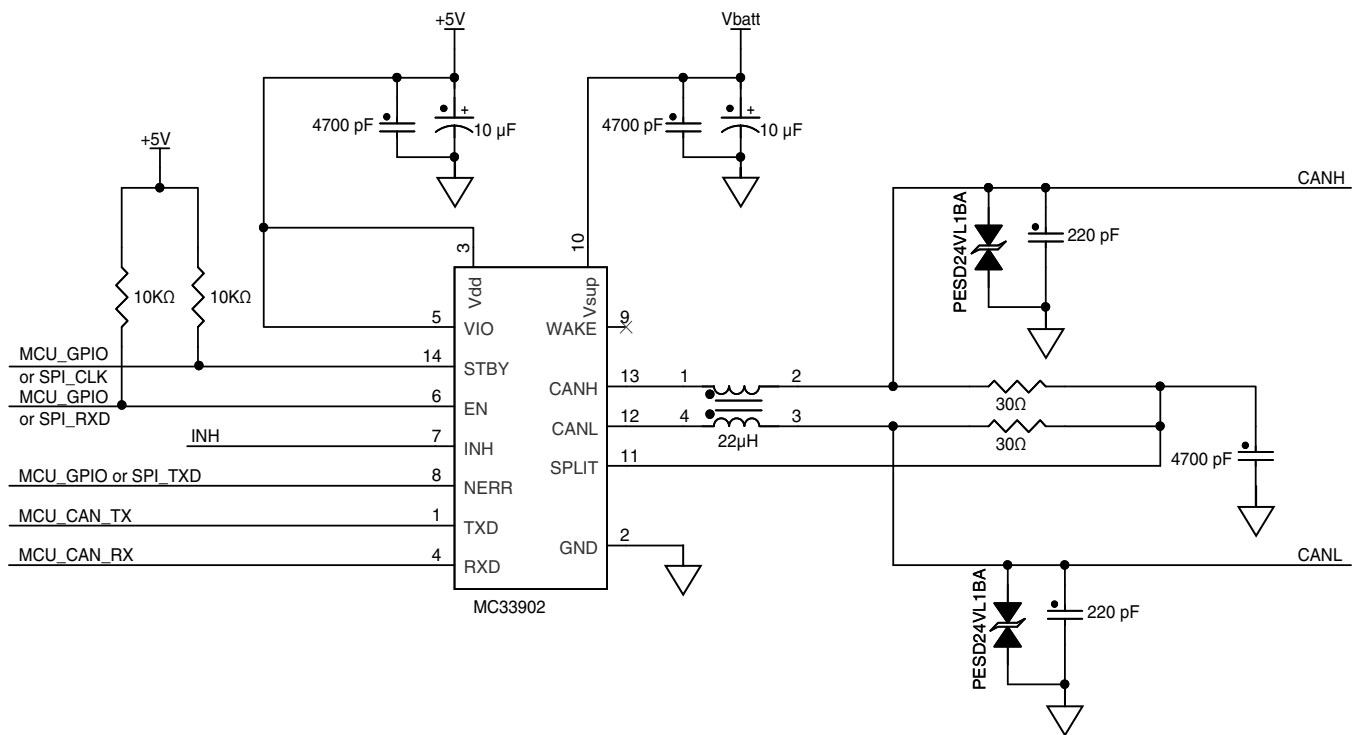 +5V
Vbatt
4700 pF
+
10 µF
4700 pF
+
10 µF
+5V
CANH
PESD24VL1BA
220 pF
3
10
Vdd
Vsup
10KΩ
10KΩ
5
VIO
WAKE
9
MCU_GPIO
or SPI_CLK
14
STBY
CANH
13
1
2
30Ω
MCU_GPIO
or SPI_RXD
6
EN
CANL
12
4
3
22µH
30Ω
INH
7
INH
SPLIT
11
4700 pF
MCU_GPIO or SPI_TXD
8
NERR
MCU_CAN_TX
1
TXD
GND
2
MCU_CAN_RX
4
RXD
CANL
MC33902
PESD24VL1BA
220 pF